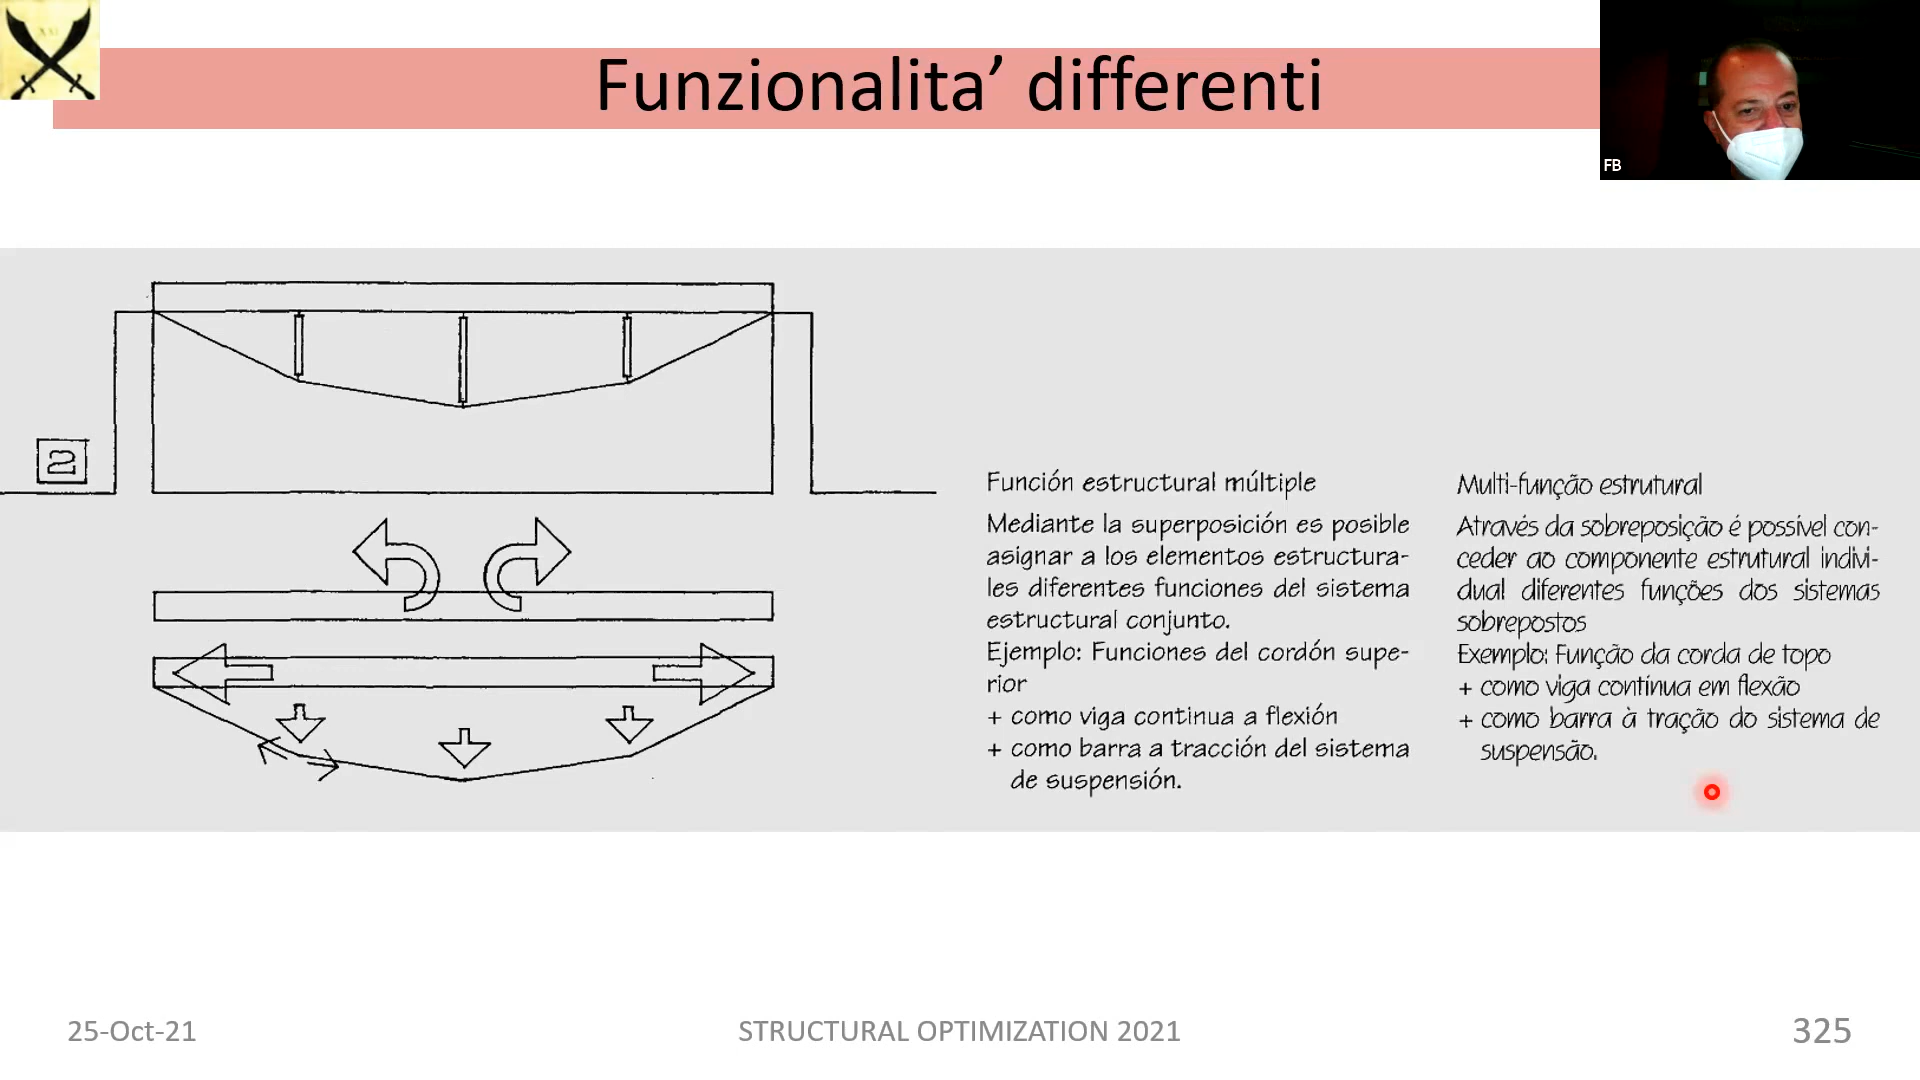 XXI
Funzionalita’ differenti
FB
2
Función estructural múltiple
Mediante la superposición es posible
asignar a los elementos estructura-
les diferentes funciones del sistema
estructural conjunto.
Ejemplo: Funciones del cordón supe-
rior
+ como viga continua a flexión
+ como barra a tracción del sistema
de suspensión.
Multi-função estrutural
Através da sobreposição é possível con-
ceder ao componente estrutural indivi-
dual diferentes funções dos sistemas
sobrepostos
Exemplo: Função da corda de topo
+ como viga contínua em flexão
+ como barra à tração do sistema de
suspensão.
25-Oct-21
STRUCTURAL OPTIMIZATION 2021
325